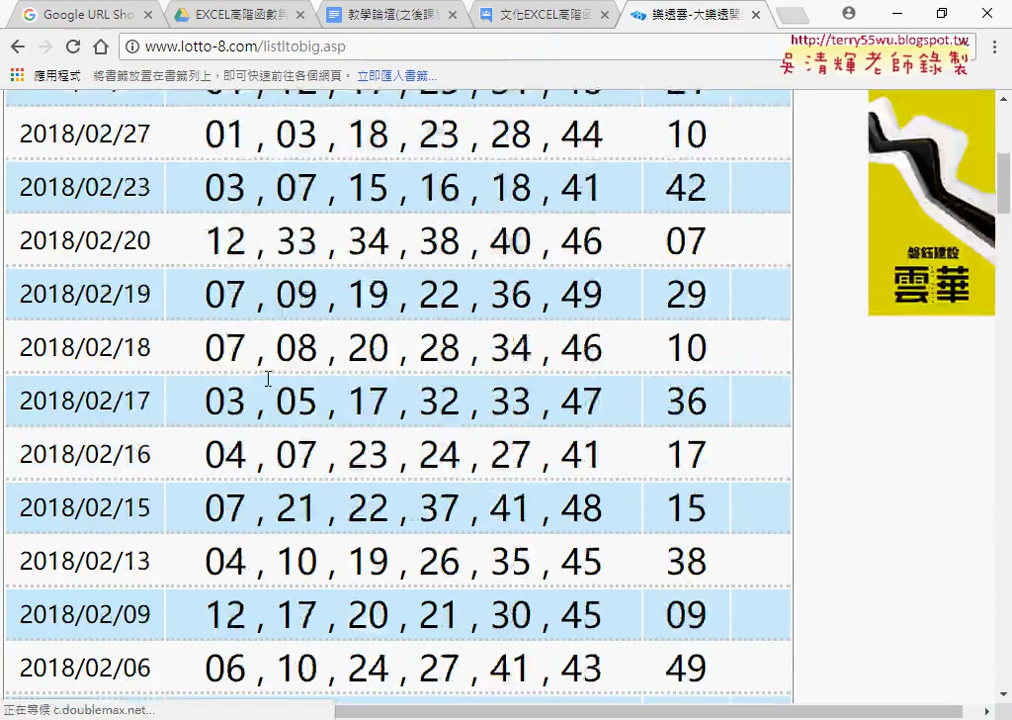 Google URL Sho
EXCEL高階函數與
教學論壇(之後課
文化EXCEL高階函
樂透雲-大樂透開
www.lotto-8.com/listltobig.asp
http://terry55wu.blogspot.tw
吳清輝老師錄製
應用程式 將書籤放置在書籤列上，即可快速前往各個網頁。 立即匯入書籤...
2018/02/27 01 , 03 , 18 , 23 , 28 , 44 10
2018/02/23 03 , 07 , 15 , 16 , 18 , 41 42
2018/02/20 12 , 33 , 34 , 38 , 40 , 46 07
2018/02/19 07 , 09 , 19 , 22 , 36 , 49 29
2018/02/18 07 , 08 , 20 , 28 , 34 , 46 10
2018/02/17 03 , 05 , 17 , 32 , 33 , 47 36
2018/02/16 04 , 07 , 23 , 24 , 27 , 41 17
2018/02/15 07 , 21 , 22 , 37 , 41 , 48 15
2018/02/13 04 , 10 , 19 , 26 , 35 , 45 38
2018/02/09 12 , 17 , 20 , 21 , 30 , 45 09
2018/02/06 06 , 10 , 24 , 27 , 41 , 43 49
磐鈺建設
雲華
正在等候 c.doublemax.net...